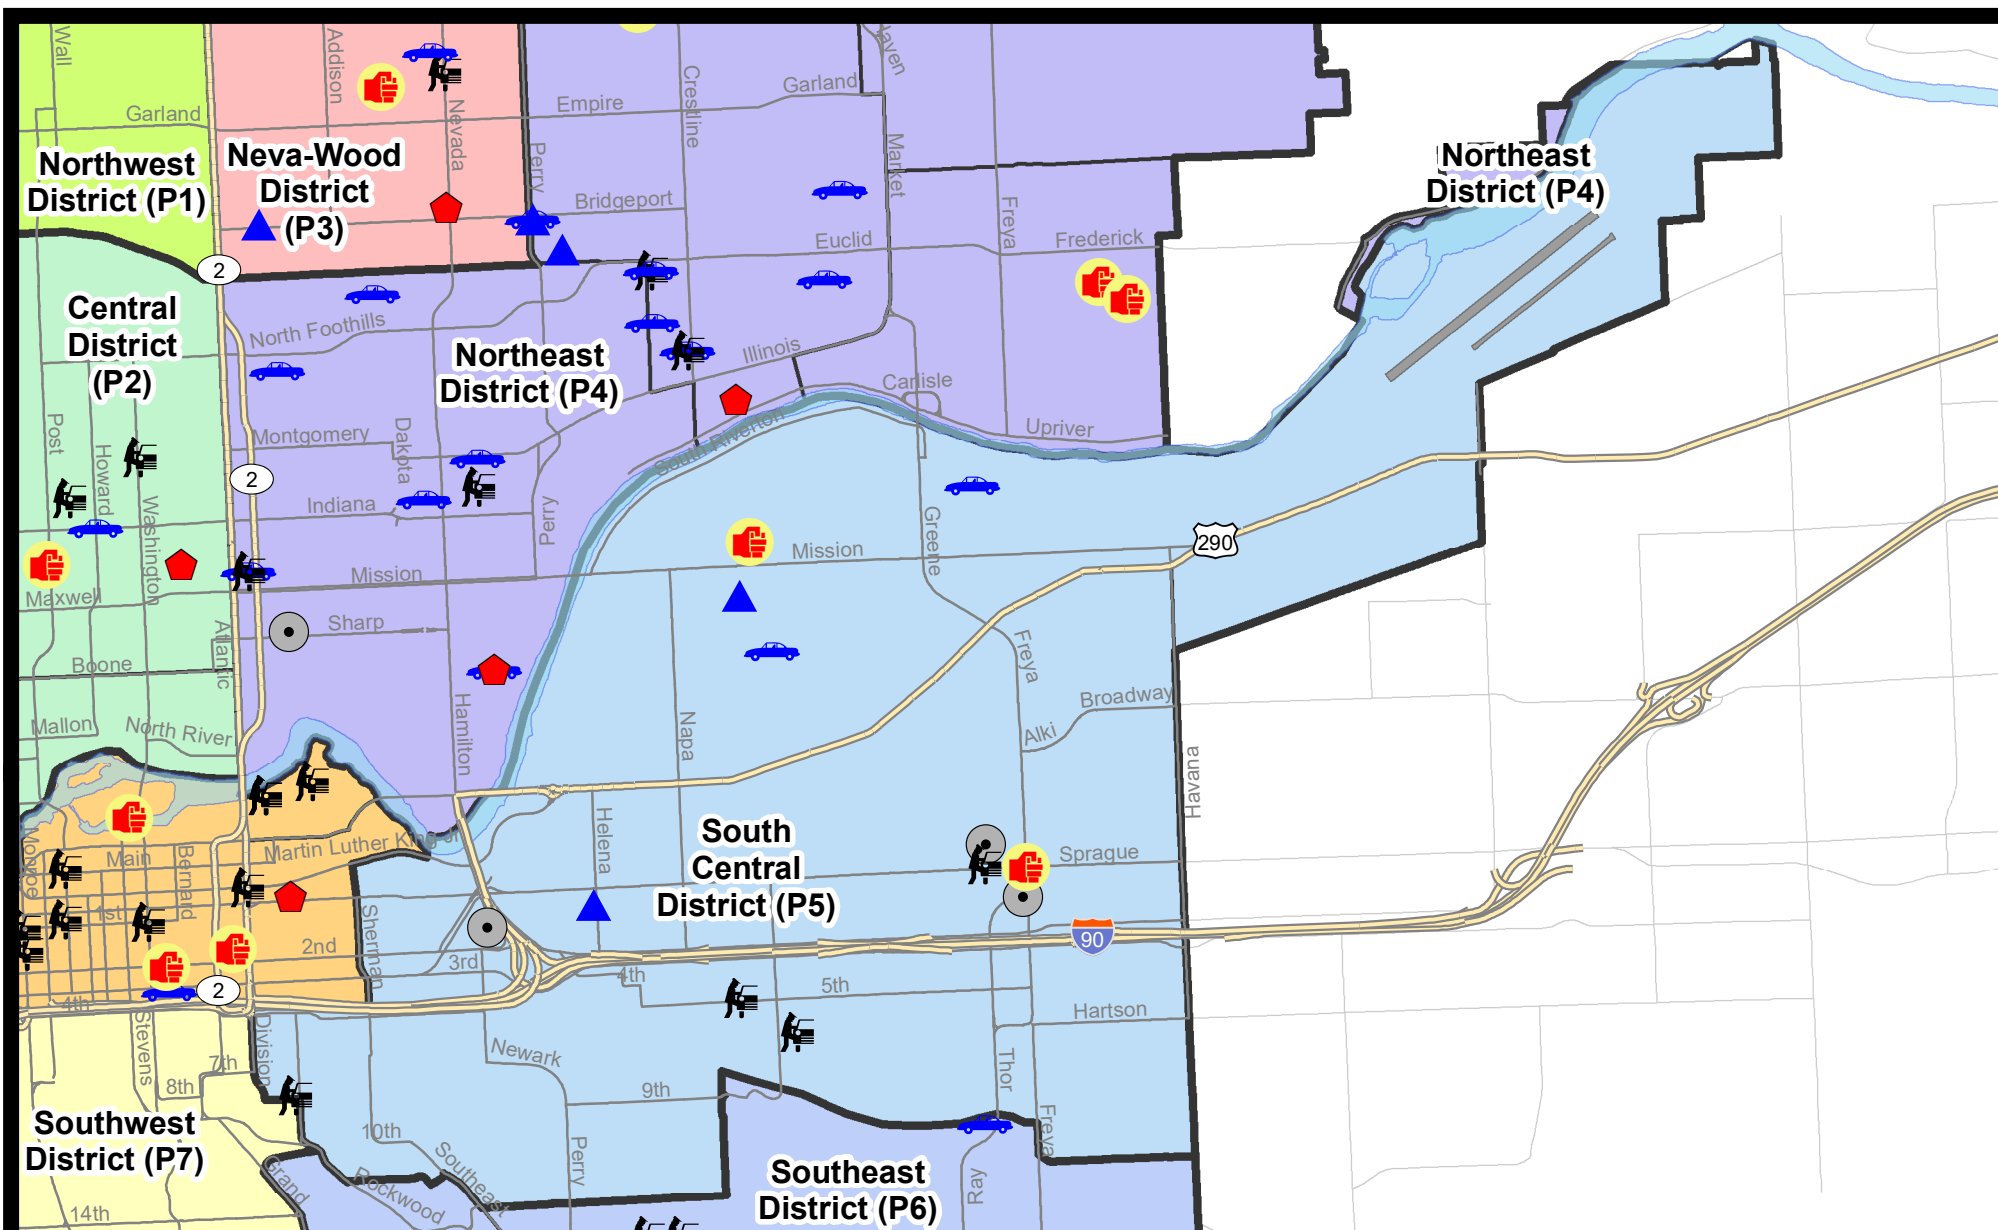 Wall
Addison
Nevada
Crestline
Haven
Garland
Empire
Garland
Northwest
District (P1)
Neva-Wood
District
(P3)
Perry
Market
Bridgeport
Freya
Euclid
Frederick
Northeast
District (P4)
2
Central
District
(P2)
North Foothills
Northeast
District (P4)
Illinois
Carlisle
Post
Howard
Washington
Montgomery
Dakota
South Riverton
Upriver
2
Indiana
Perry
Greene
Mission
290
Mission
Maxwell
Sharp
Atlantic
Boone
Freya
Broadway
Mallon
North River
Hamilton
Napa
Alki
Havana
Monroe
Main
Bernard
Martin Luther King Jr
Helena
South
Central
District (P5)
Sprague
1st
Sherman
2nd
3rd
4th
90
2
4th
5th
Hartson
Stevens
Division
Newark
7th
8th
9th
Thor
Freya
Southwest
District (P7)
10th
Southeast
Perry
Grand
Rockwood
Southeast
District (P6)
Ray
14th